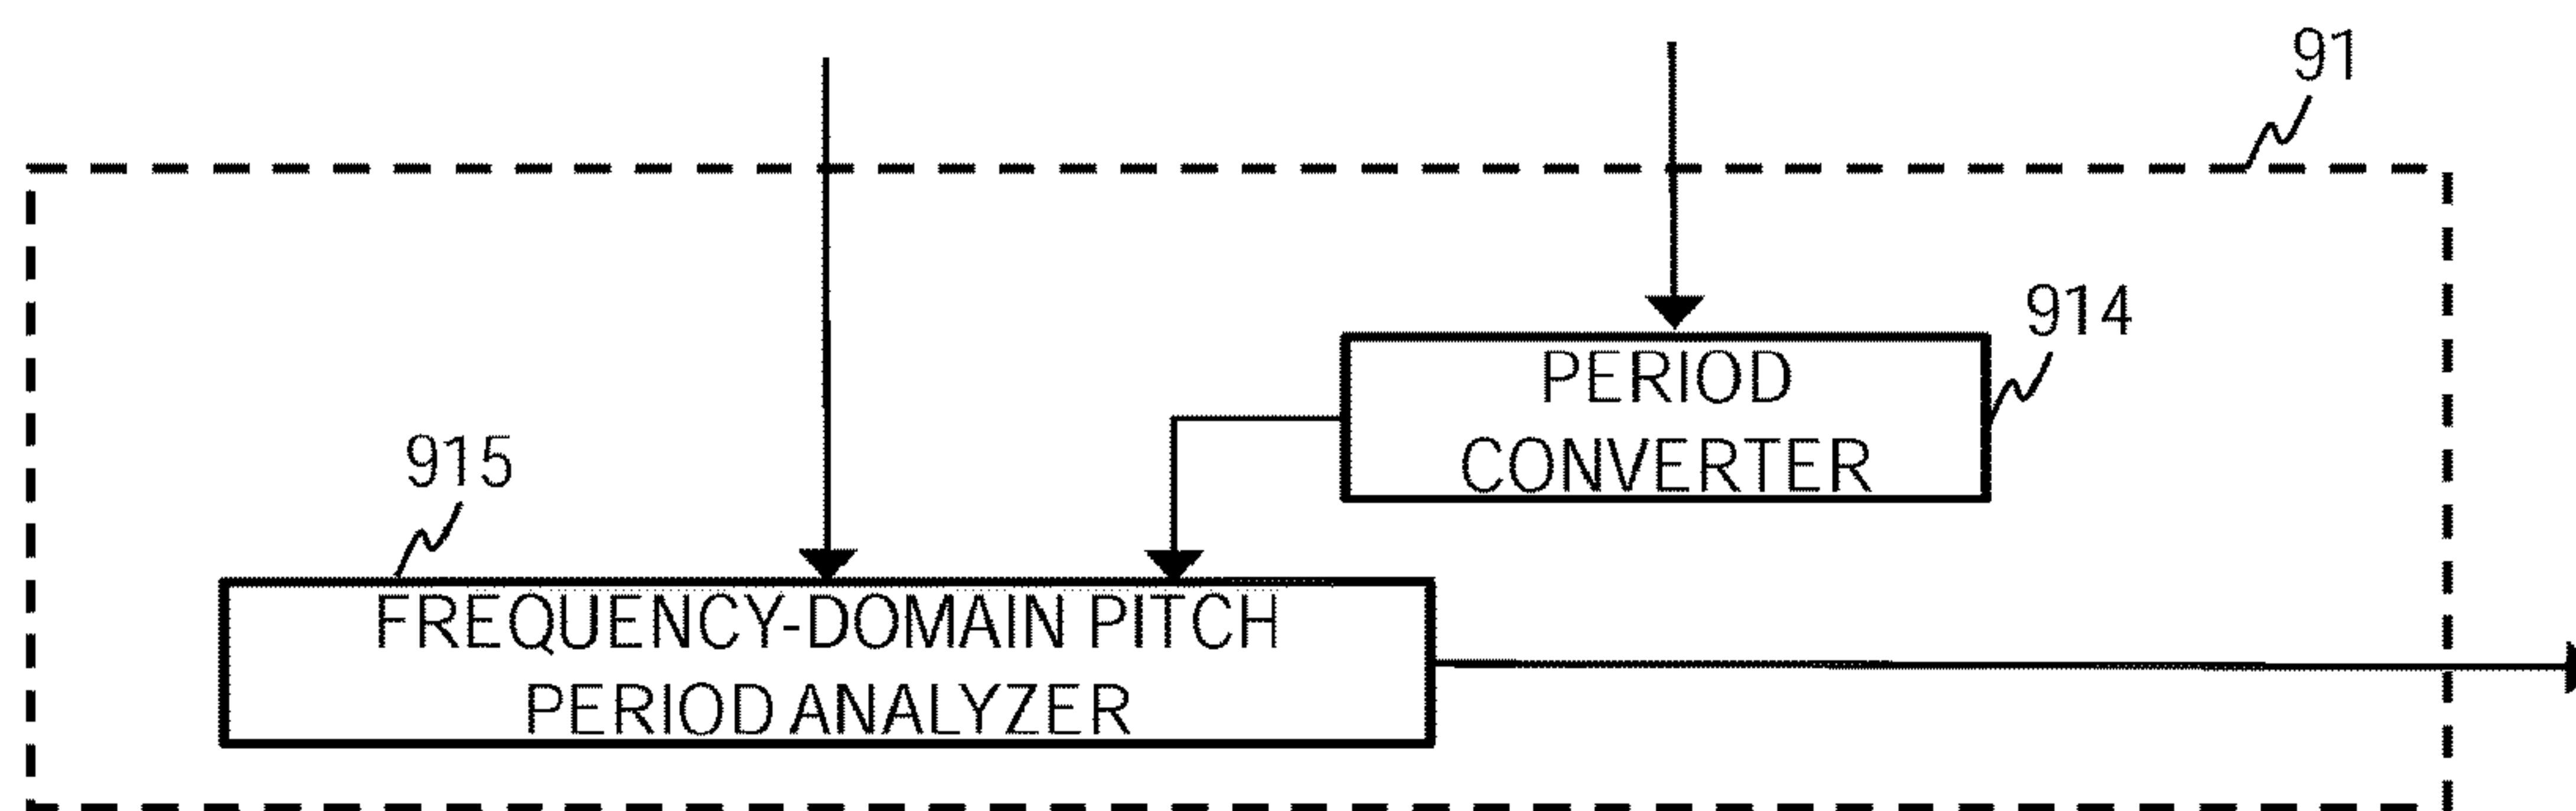 91
914
PERIOD
CONVERTER
915
FREQUENCY-DOMAIN PITCH
PERIOD ANALYZER